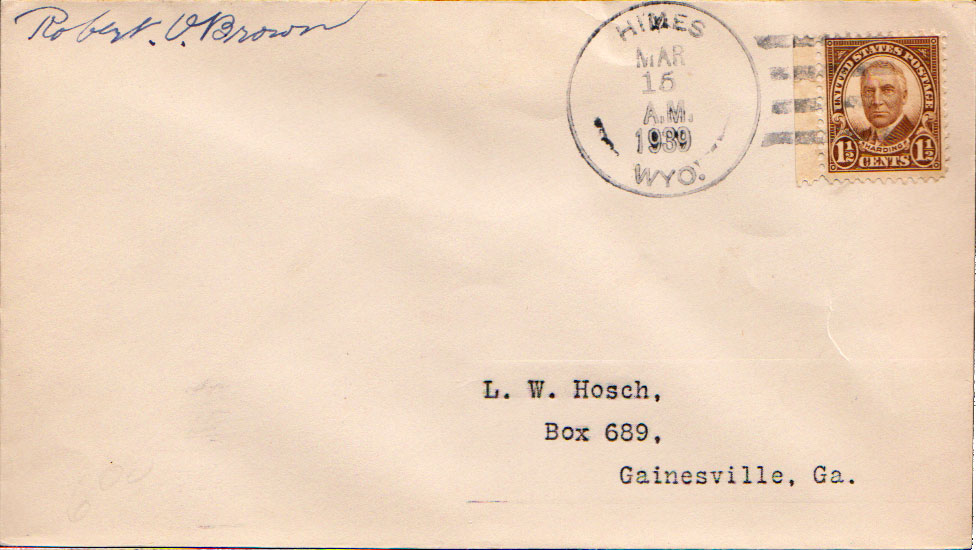 Robert. O. Brown
HIMES
MAR
15
A.M.
1939
WYO.
UNITED STATES POSTAGE
HARDING
1½ CENTS 1½
L. W. Hosch,
Box 689,
Gainesville, Ga.